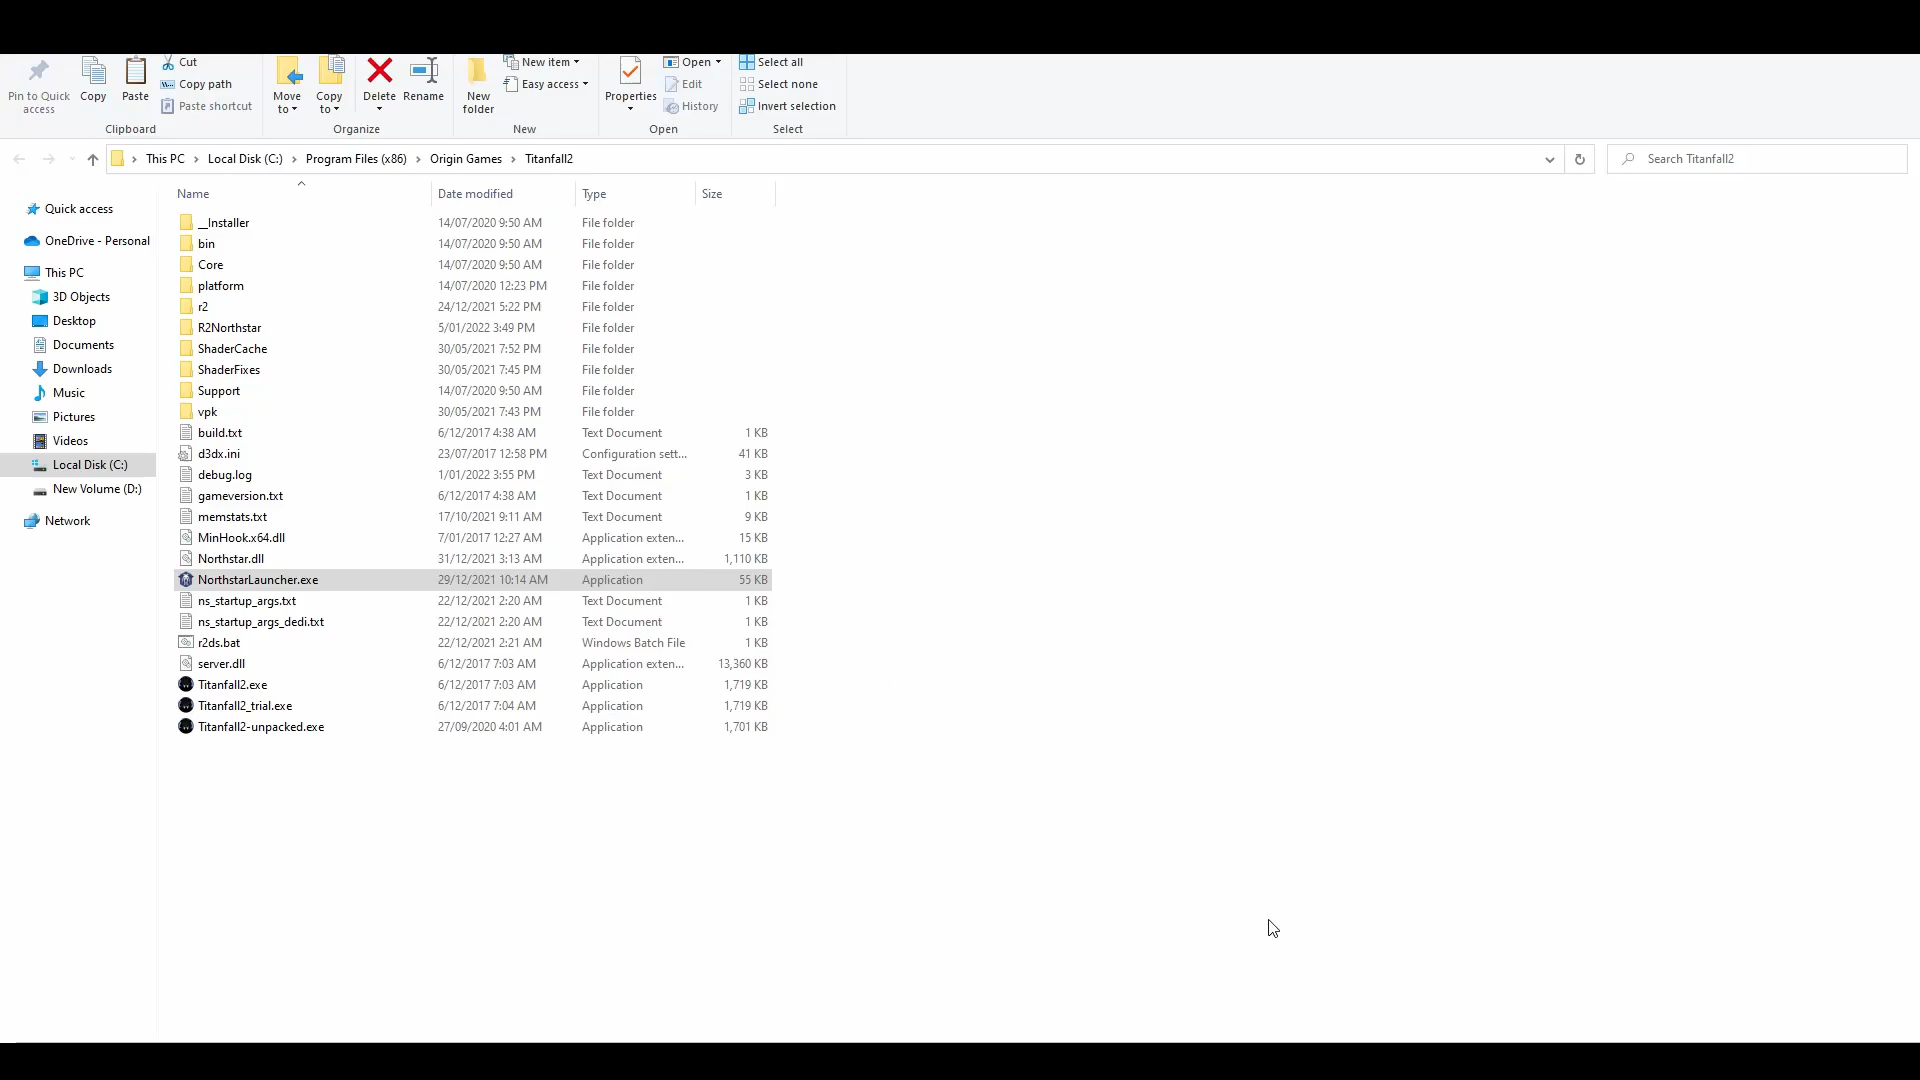 Pin to Quick access
Copy
Paste
Cut
Copy path
Paste shortcut
Clipboard
Move to
Copy to
Delete
Rename
Organize
New folder
New item
Easy access
New
Properties
Open
Edit
History
Open
Select all
Select none
Invert selection
Select
This PC > Local Disk (C:) > Program Files (x86) > Origin Games > Titanfall2
Search Titanfall2
Quick access
OneDrive - Personal
This PC
3D Objects
Desktop
Documents
Downloads
Music
Pictures
Videos
Local Disk (C:)
New Volume (D:)
Network
Name Date modified Type Size
__Installer 14/07/2020 9:50 AM File folder
bin 14/07/2020 9:50 AM File folder
Core 14/07/2020 9:50 AM File folder
platform 14/07/2020 12:23 PM File folder
r2 24/12/2021 5:22 PM File folder
R2Northstar 5/01/2022 3:49 PM File folder
ShaderCache 30/05/2021 7:52 PM File folder
ShaderFixes 30/05/2021 7:45 PM File folder
Support 14/07/2020 9:50 AM File folder
vpk 30/05/2021 7:43 PM File folder
build.txt 6/12/2017 4:38 AM Text Document 1 KB
d3dx.ini 23/07/2017 12:58 PM Configuration sett... 41 KB
debug.log 1/01/2022 3:55 PM Text Document 3 KB
gameversion.txt 6/12/2017 4:38 AM Text Document 1 KB
memstats.txt 17/10/2021 9:11 AM Text Document 9 KB
MinHook.x64.dll 7/01/2017 12:27 AM Application exten... 15 KB
Northstar.dll 31/12/2021 3:13 AM Application exten... 1,110 KB
NorthstarLauncher.exe 29/12/2021 10:14 AM Application 55 KB
ns_startup_args.txt 22/12/2021 2:20 AM Text Document 1 KB
ns_startup_args_dedi.txt 22/12/2021 2:20 AM Text Document 1 KB
r2ds.bat 22/12/2021 2:21 AM Windows Batch File 1 KB
server.dll 6/12/2017 7:03 AM Application exten... 13,360 KB
Titanfall2.exe 6/12/2017 7:03 AM Application 1,719 KB
Titanfall2_trial.exe 6/12/2017 7:04 AM Application 1,719 KB
Titanfall2-unpacked.exe 27/09/2020 4:01 AM Application 1,701 KB